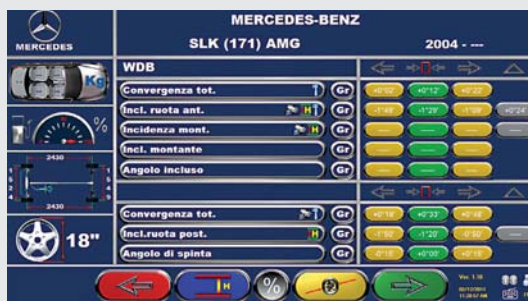 MERCEDES-BENZ
MERCEDES
SLK (171) AMG
2004 - ---
WDB
Kg
Convergenza tot.
Gr
+0°02'
+0°12'
+0°22'
Incl. ruota ant.
H
Gr
-1°49'
-1°29'
-1°09'
+0°24'
Incidenza mont.
H
Gr
Incl. montante
Gr
Angolo incluso
Gr
%
2430
2430
Convergenza tot.
Gr
+0°18'
+0°33'
+0°48'
18"
Incl.ruota post.
H
Gr
-1°50'
-1°20'
-0°50'
Angolo di spinta
Gr
-0°15'
+0°00'
+0°15'
H
%
Ver. 1.10